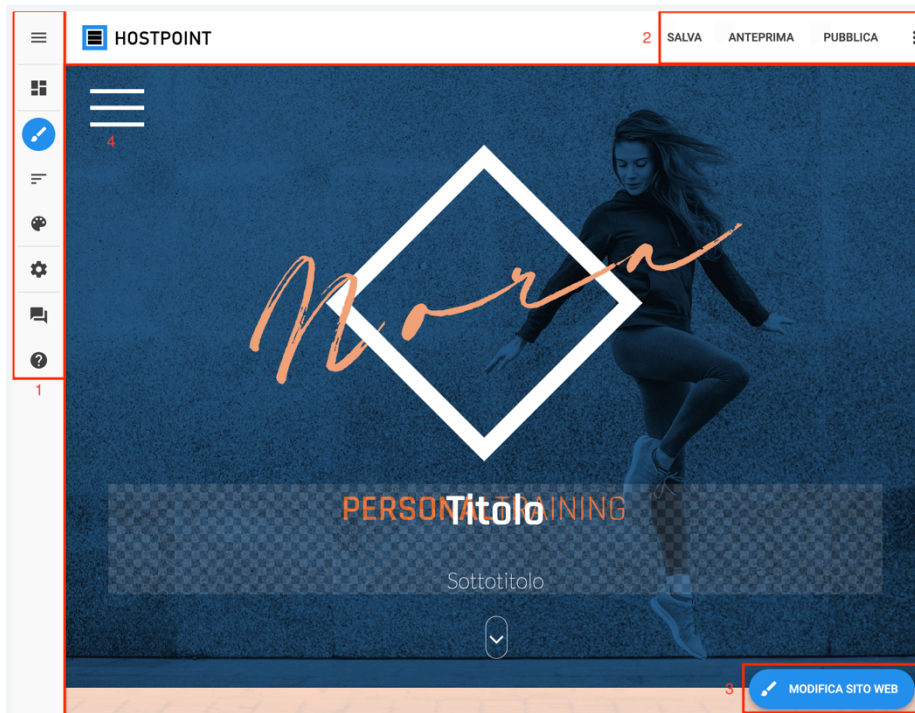 HOSTPOINT
2
SALVA ANTEPRIMA PUBBLICA
4
Nora
PERSONAL TRAINING
Titolo
Sottotitolo
1
3
MODIFICA SITO WEB